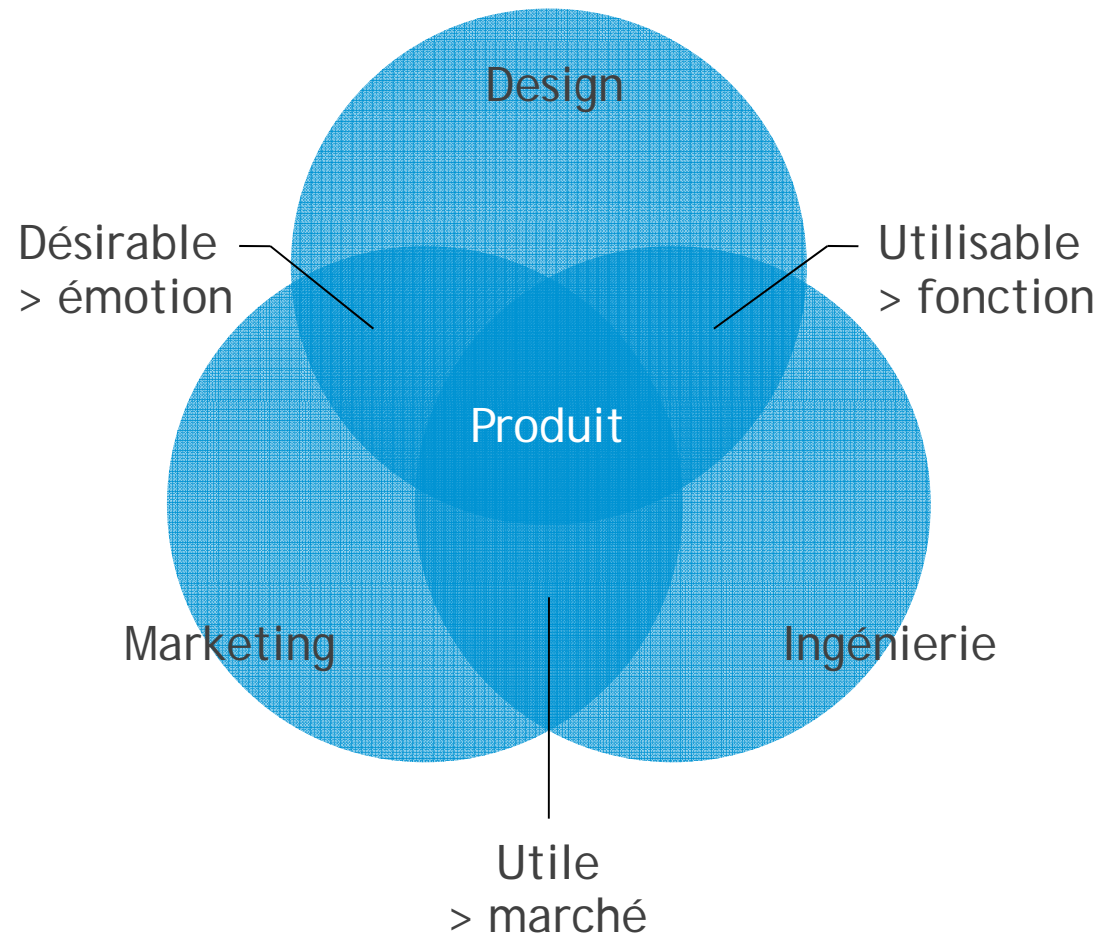 Design
Désirable
> émotion
Utilisable
> fonction
Produit
Marketing
Ingénierie
Utile
> marché